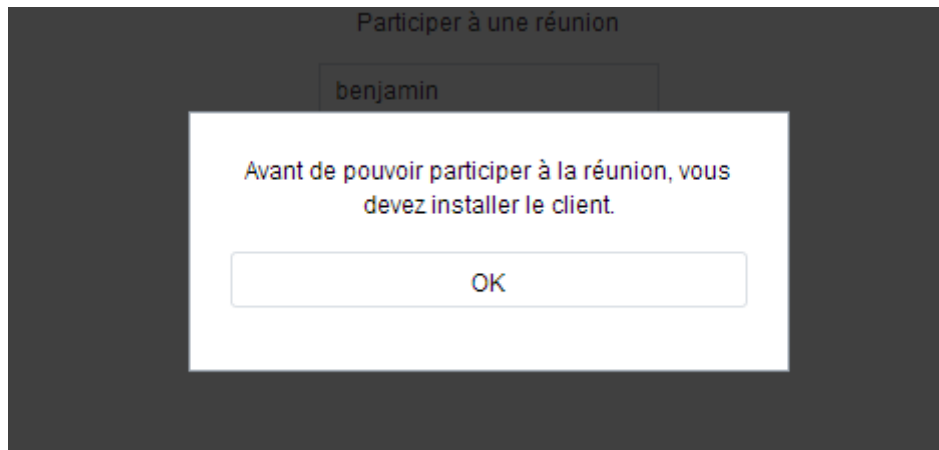 Participer à une réunion
benjamin
Avant de pouvoir participer à la réunion, vous
devez installer le client.
OK